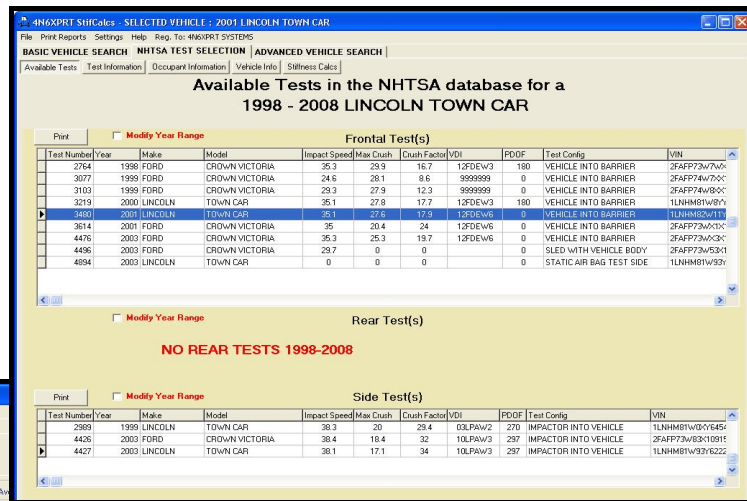 4N6XPRT StifCalcs - SELECTED VEHICLE : 2001 LINCOLN TOWN CAR
File Print Reports Settings Help Reg. To: 4N6XPRT SYSTEMS
BASIC VEHICLE SEARCH NHTSA TEST SELECTION ADVANCED VEHICLE SEARCH
Available Tests Test Information Occupant Information Vehicle Info Stiffness Calcs
Available Tests in the NHTSA database for a
1998 - 2008 LINCOLN TOWN CAR
Print Modify Year Range Frontal Test(s)
Test Number Year Make Model Impact Speed Max Crush Crush Factor VDI PDOF Test Config VIN
2764 1998 FORD CROWN VICTORIA 35.3 29.9 16.7 12FDEW3 180 VEHICLE INTO BARRIER 2FAFP73W7WX
3077 1999 FORD CROWN VICTORIA 24.6 28.1 8.6 9999999 0 VEHICLE INTO BARRIER 2FAFP74W7XX
3103 1999 FORD CROWN VICTORIA 29.3 27.9 12.3 9999999 0 VEHICLE INTO BARRIER 2FAFP74W8XX
3219 2000 LINCOLN TOWN CAR 35.1 27.8 17.7 12FDEW3 180 VEHICLE INTO BARRIER 1LNHM81W8YY
3480 2001 LINCOLN TOWN CAR 35.1 27.6 17.9 12FDEW6 0 VEHICLE INTO BARRIER 1LNHM82W11Y
3614 2001 FORD CROWN VICTORIA 35 20.4 24 12FDEW6 0 VEHICLE INTO BARRIER 2FAFP74WX1X
4476 2003 FORD CROWN VICTORIA 35.3 25.3 19.7 12FDEW6 0 VEHICLE INTO BARRIER 2FAFP73WX3X
4496 2003 FORD CROWN VICTORIA 29.7 0 0 0 SLED WITH VEHICLE BODY 2FAFP73W53X1
4894 2003 LINCOLN TOWN CAR 0 0 0 0 STATIC AIR BAG TEST SIDE 1LNHM81W93Y
Modify Year Range Rear Test(s)
NO REAR TESTS 1998-2008
Print Modify Year Range Side Test(s)
Test Number Year Make Model Impact Speed Max Crush Crush Factor VDI PDOF Test Config VIN
2989 1999 LINCOLN TOWN CAR 38.3 20 29.4 03LPAW2 270 IMPACTOR INTO VEHICLE 1LNHM81W0XY6454
4426 2003 FORD CROWN VICTORIA 38.4 18.4 32 10LPAW3 297 IMPACTOR INTO VEHICLE 2FAFP73W83X10915
4427 2003 LINCOLN TOWN CAR 38.1 17.1 34 10LPAW3 297 IMPACTOR INTO VEHICLE 1LNHM81W93Y6222